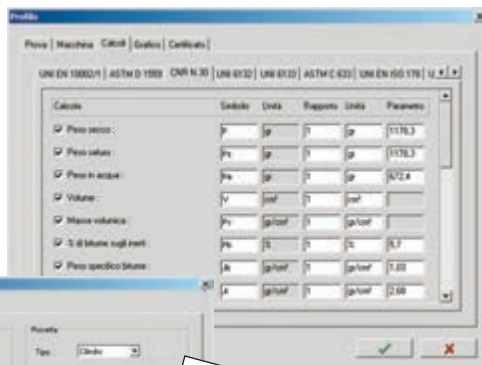 Profilo
Prova Macchina Calcoli Grafico Certificato
UNI EN 10002/1 ASTM D 1559 CNR N.30 UNI 6132 UNI 6133 ASTM C 633 UNI EN ISO 178 U
Calcolo Simbolo Unità Rapporto Unità Parametro
Peso secco : P gr 1 gr 1176,3
Peso saturo : Ps gr 1 gr 1178,3
Peso in acqua : Pa gr 1 gr 672,4
Volume : V cm³ 1 cm³
Massa volumica : Pv gr/cm³ 1 gr/cm³
% di bitume sugli inerti : Pb % 1 % 5,7
Peso specifico bitume : gr/cm³ 1 gr/cm³ 1,03
A gr/cm³ 1 gr/cm³ 2,68
Provetta
Tipo : Cilindro